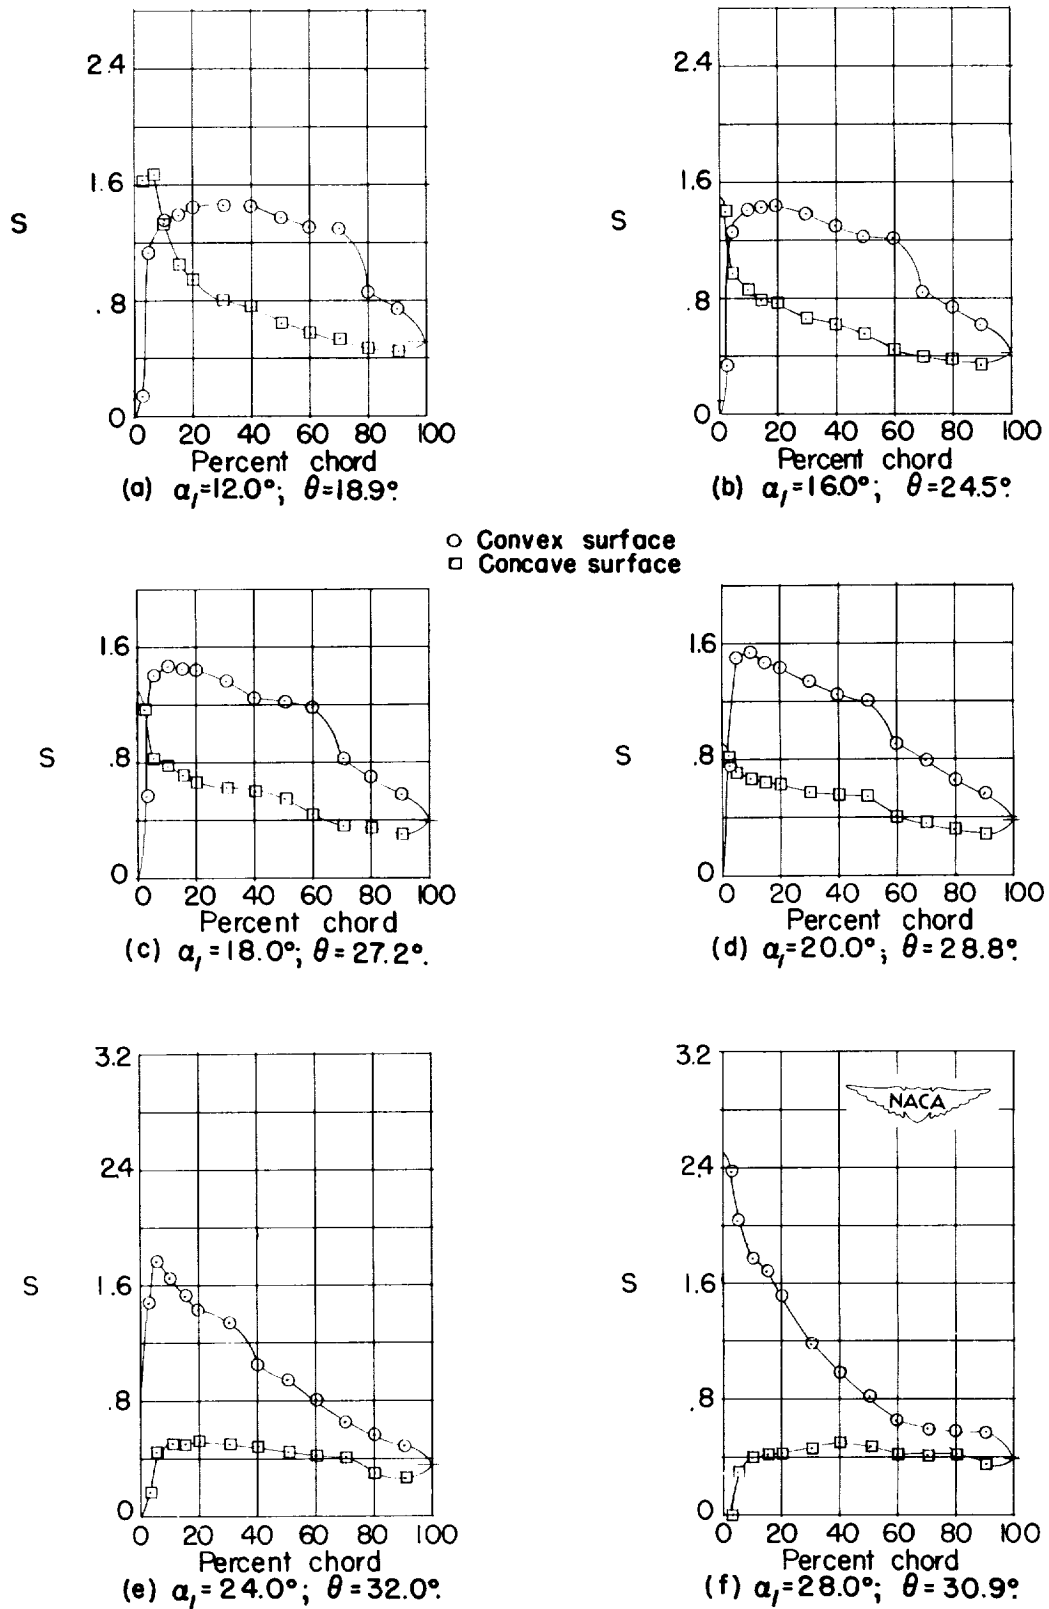 2.4
1.6
S
.8
0
0 20 40 60 80 100
Percent chord
(a) α₁=12.0°; θ=18.9°.
2.4
1.6
S
.8
0
0 20 40 60 80 100
Percent chord
(b) α₁=16.0°; θ=24.5°.
Convex surface
Concave surface
1.6
S
.8
0
0 20 40 60 80 100
Percent chord
(c) α₁=18.0°; θ=27.2°.
1.6
S
.8
0
0 20 40 60 80 100
Percent chord
(d) α₁=20.0°; θ=28.8°.
3.2
2.4
1.6
S
.8
0
0 20 40 60 80 100
Percent chord
(e) α₁=24.0°; θ=32.0°.
3.2
NACA
2.4
1.6
S
.8
0
0 20 40 60 80 100
Percent chord
(f) α₁=28.0°; θ=30.9°.